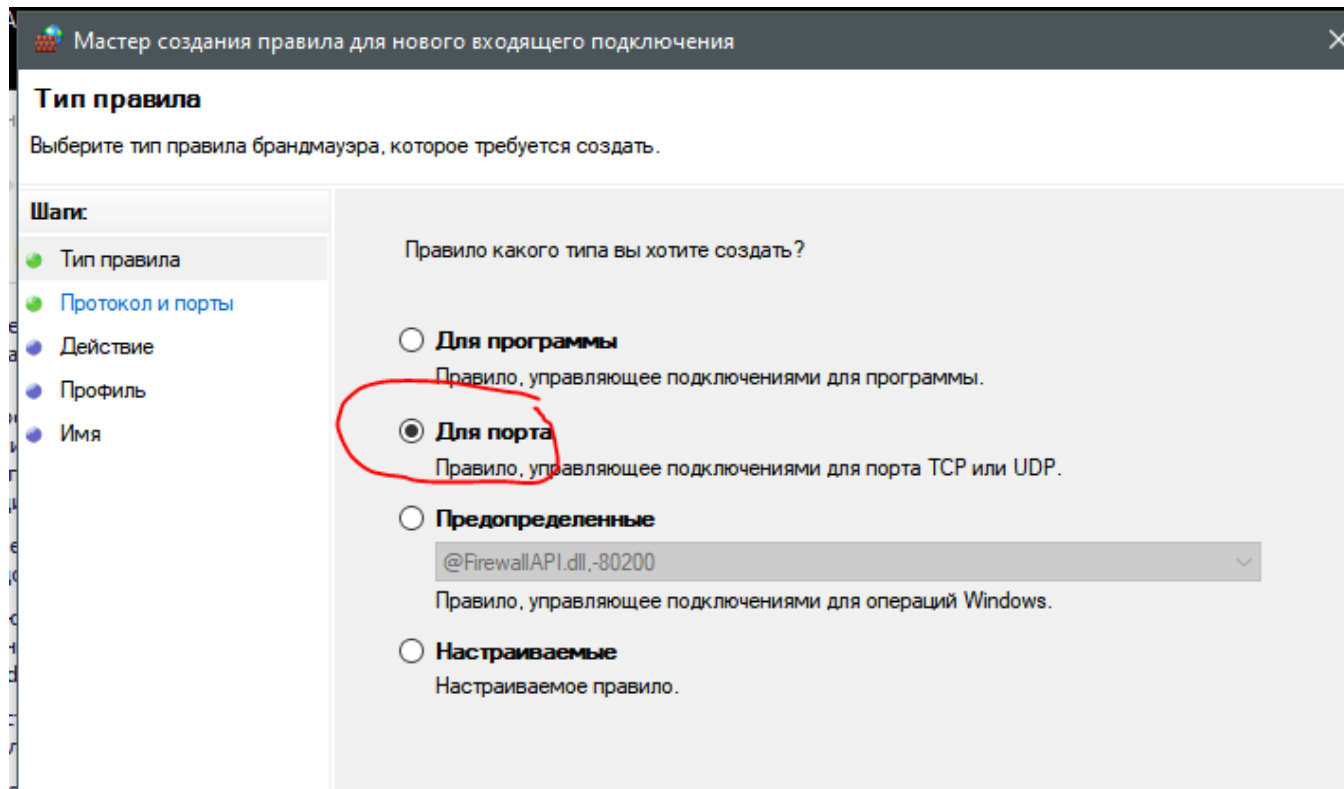 Мастер создания правила для нового входящего подключения
Тип правила
Выберите тип правила брандмауэра, которое требуется создать.
Шаги:
Тип правила
Протокол и порты
Действие
Профиль
Имя
Правило какого типа вы хотите создать?
Для программы
Правило, управляющее подключениями для программы.
Для порта
Правило, управляющее подключениями для порта TCP или UDP.
Предопределенные
@FirewallAPI.dll,-80200
Правило, управляющее подключениями для операций Windows.
Настраиваемые
Настраиваемое правило.